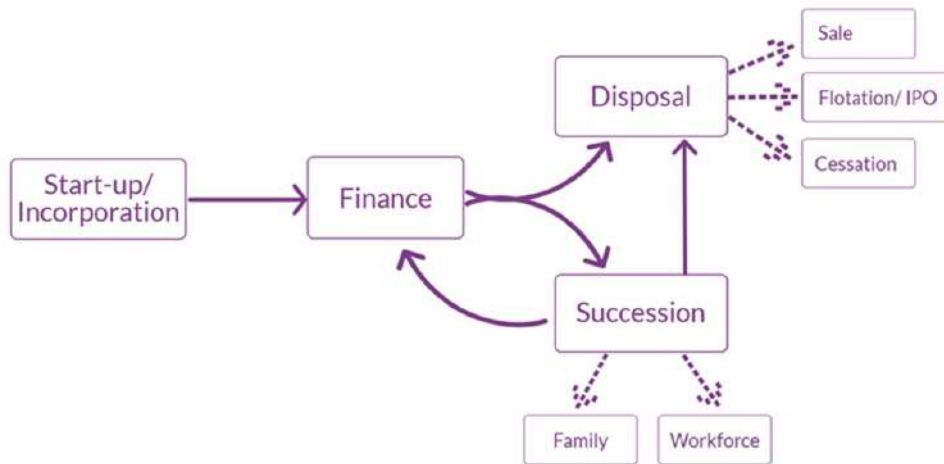 Sale
Disposal
Flotation/ IPO
Cessation
Start-up/
Incorporation
Finance
Succession
Family
Workforce